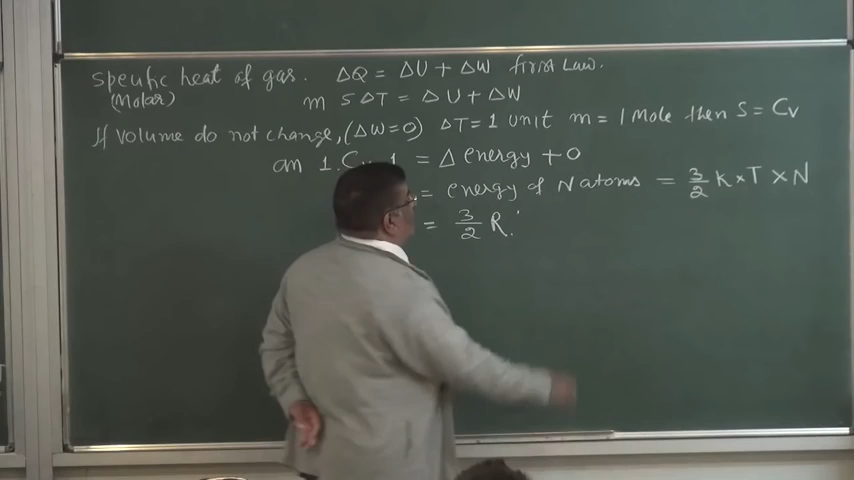 Specific heat of gas. ΔQ = ΔU + ΔW first Law.
(Molar) m S ΔT = ΔU + ΔW
If volume do not change, (ΔW=0) ΔT=1 unit m=1 Mole then S = Cv
an 1. C 1 = Δ energy + 0
= energy of N atoms = 3/2 K × T × N
= 3/2 R.